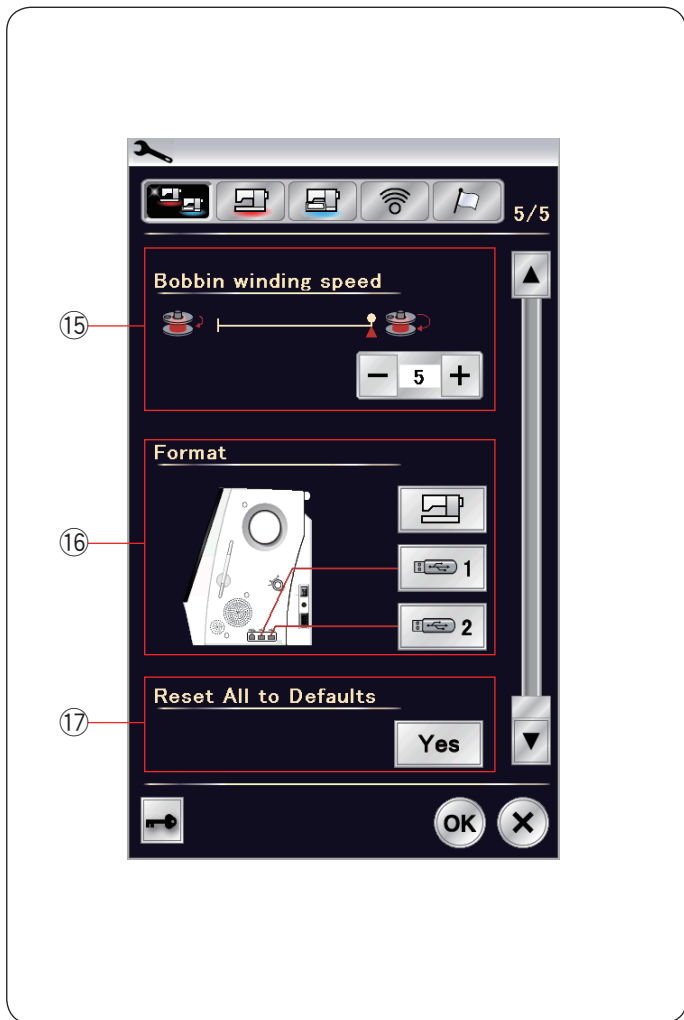 5/5
⑮
Bobbin winding speed
− 5 +
⑯
Format
1
2
⑰
Reset All to Defaults
Yes
OK